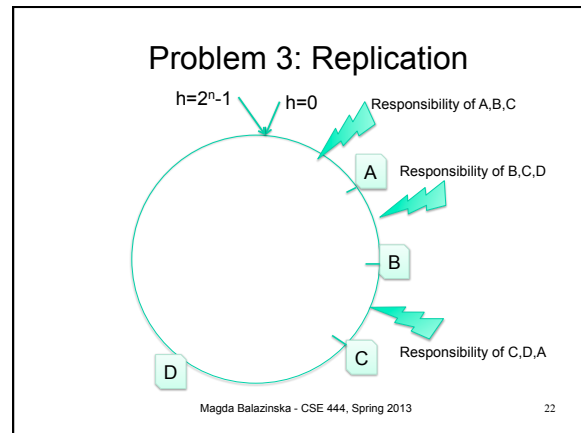 Problem 3: Replication
h=2ⁿ-1
h=0
Responsibility of A,B,C
A
Responsibility of B,C,D
B
C
Responsibility of C,D,A
D
Magda Balazinska - CSE 444, Spring 2013
22